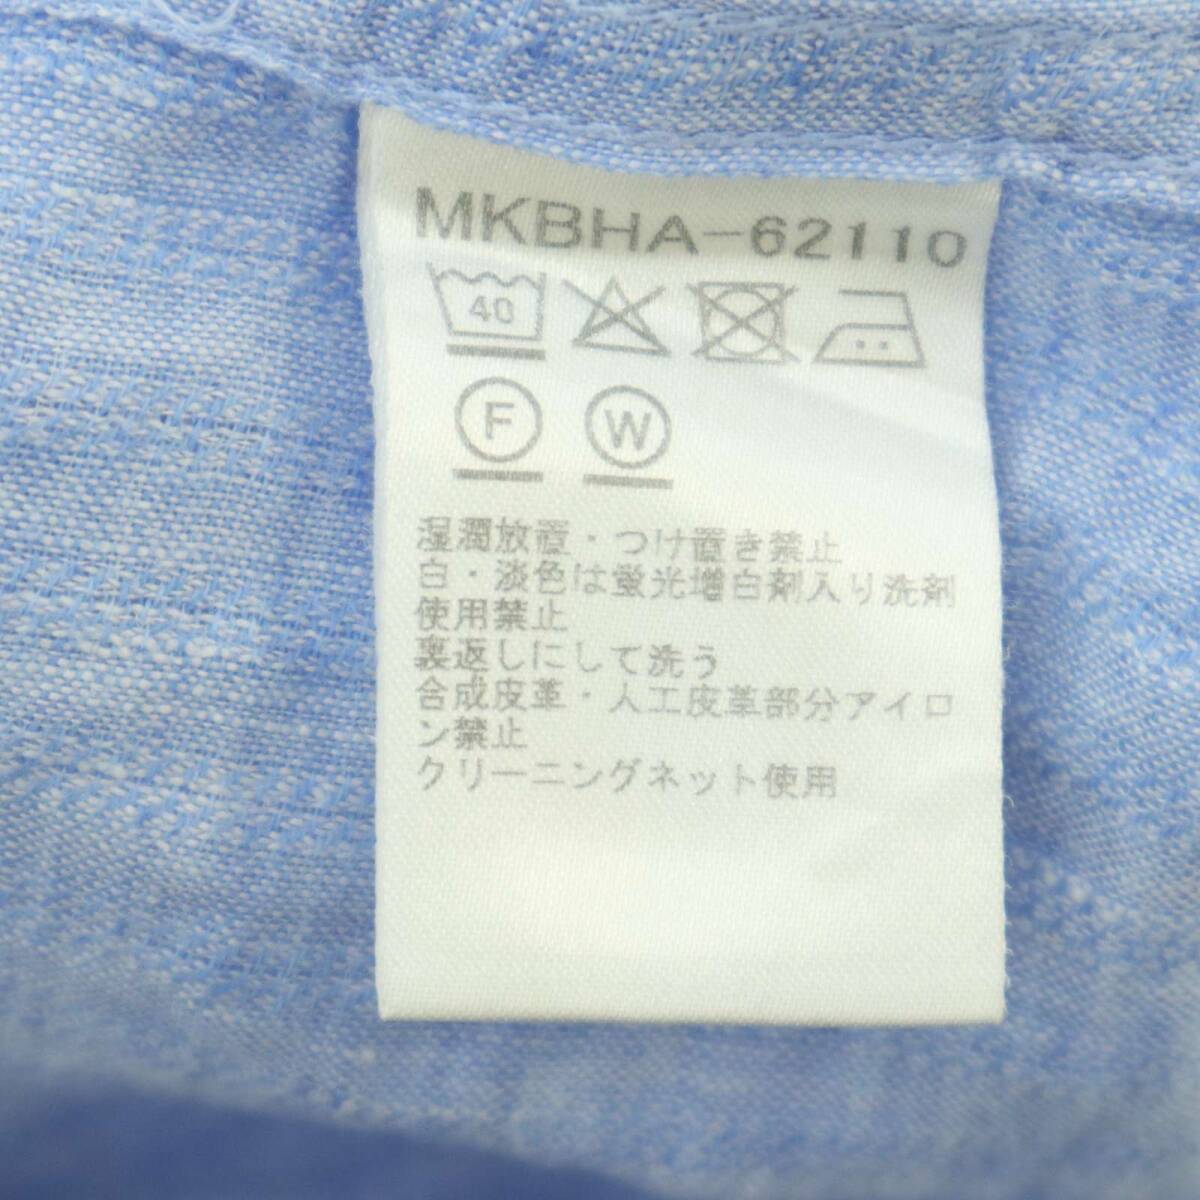 MKBHA-62110
40
F W
湿潤放置・つけ置き禁止
白・淡色は蛍光増白剤入り洗剤
使用禁止
裏返しにして洗う
合成皮革・人工皮革部分アイロ
ン禁止
クリーニングネット使用